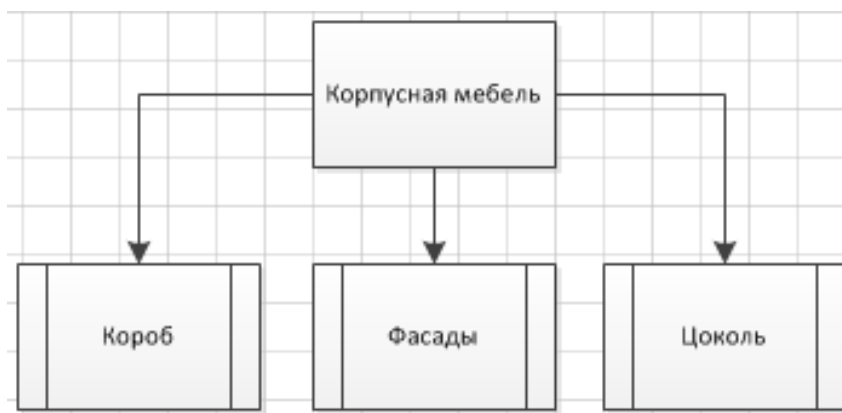 Корпусная мебель
Короб
Фасады
Цоколь